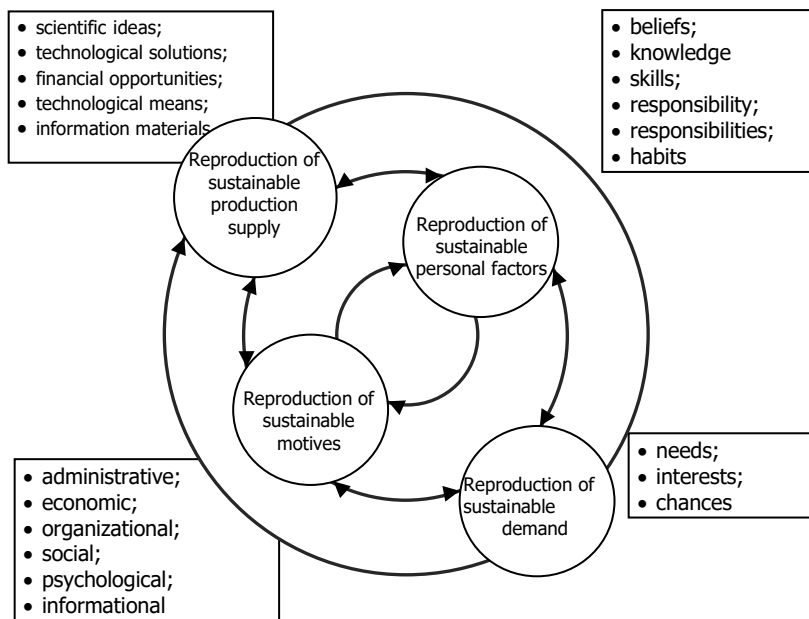 • scientific ideas;
• technological solutions;
• financial opportunities;
• technological means;
• information materials
• beliefs;
• knowledge
• skills;
• responsibility;
• responsibilities;
• habits
Reproduction of
sustainable
production
supply
Reproduction of
sustainable
personal factors
Reproduction of
sustainable
motives
Reproduction of
sustainable
demand
• administrative;
• economic;
• organizational;
• social;
• psychological;
• informational
• needs;
• interests;
• chances